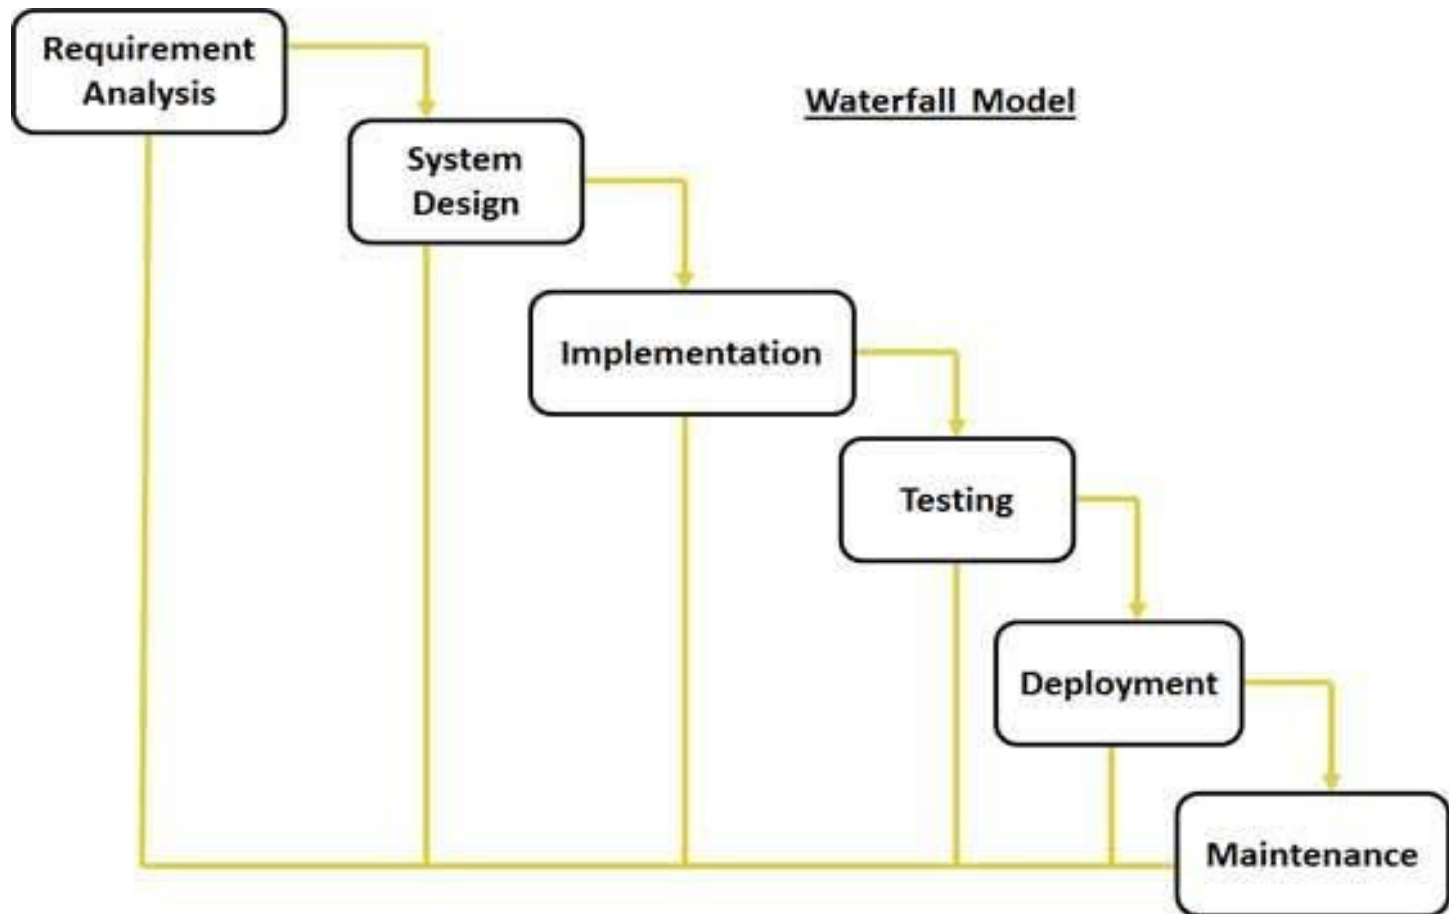 Requirement
Analysis
Waterfall Model
System
Design
Implementation
Testing
Deployment
Maintenance